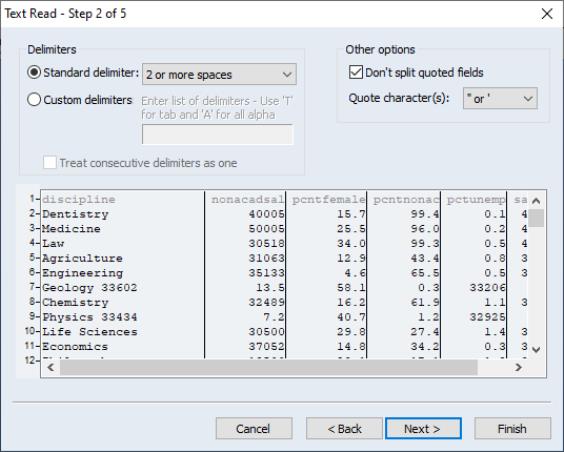 Text Read - Step 2 of 5
Delimiters
Standard delimiter: 2 or more spaces
Custom delimiters Enter list of delimiters - Use 'T'
for tab and 'A' for all alpha
Treat consecutive delimiters as one
Other options
Don't split quoted fields
Quote character(s): " or '
1- discipline nonacadsal pcntfemale pcntnonac pctunemp sa
2- Dentistry 40005 15.7 99.4 0.1 4
3- Medicine 50005 25.5 96.0 0.2 4
4- Law 30518 34.0 99.3 0.5 4
5- Agriculture 31063 12.9 43.4 0.8 3
6- Engineering 35133 4.6 65.5 0.5 3
7- Geology 33602 13.5 58.1 0.3 33206
8- Chemistry 32489 16.2 61.9 1.1 3
9- Physics 33434 7.2 40.7 1.2 32925
10- Life Sciences 30500 29.8 27.4 1.4 3
11- Economics 37052 14.8 34.2 0.3 3
12-
Cancel < Back Next > Finish